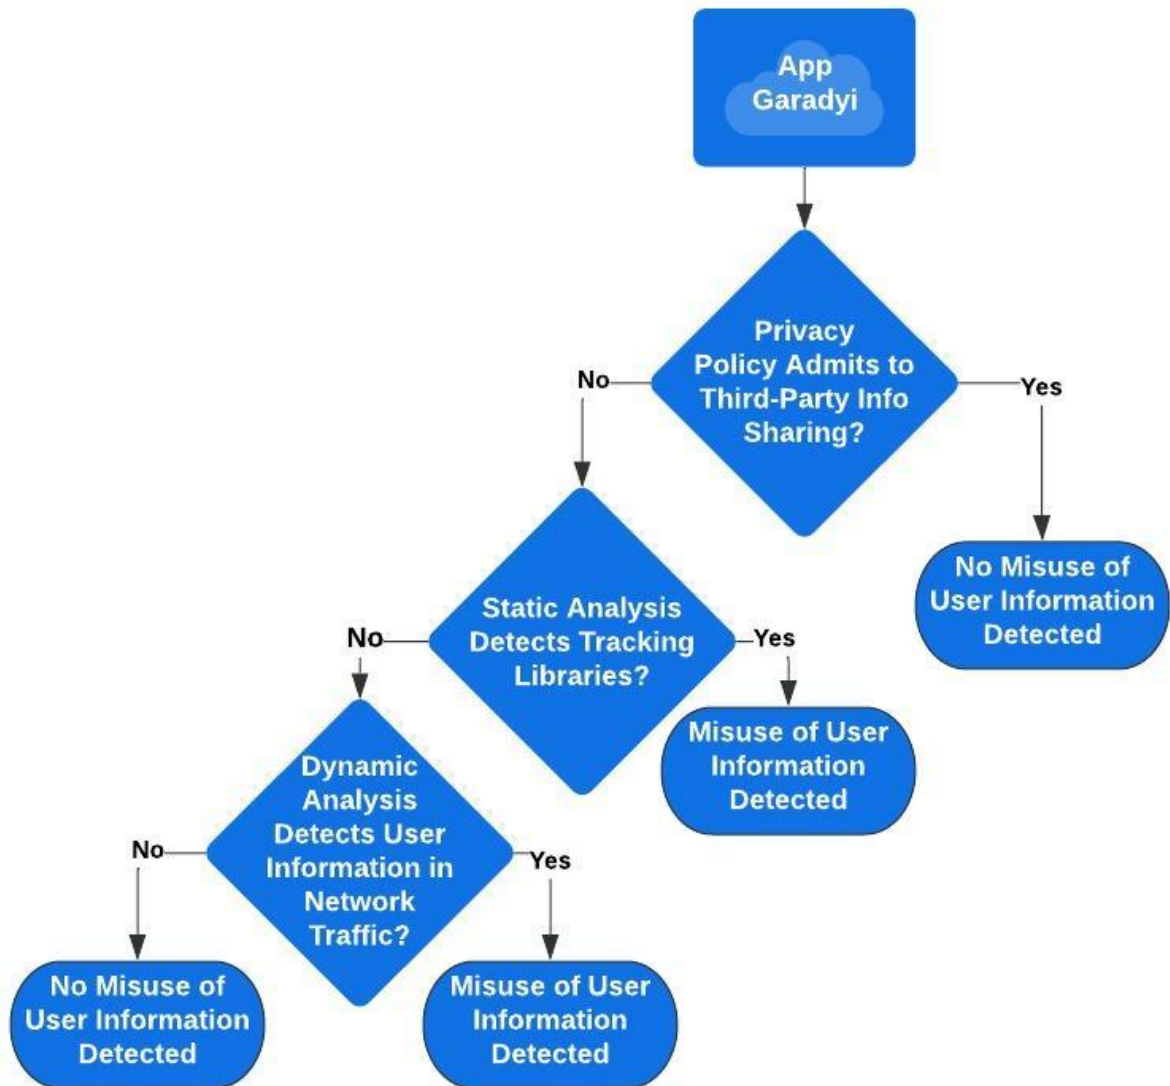 App
Garadyi
Privacy
Policy Admits to
Third-Party Info
Sharing?
No
Yes
No Misuse of
User Information
Detected
Static Analysis
Detects Tracking
Libraries?
No
Yes
Misuse of User
Information
Detected
Dynamic
Analysis
Detects User
Information in
Network
Traffic?
No
Yes
No Misuse of
User Information
Detected
Misuse of User
Information
Detected